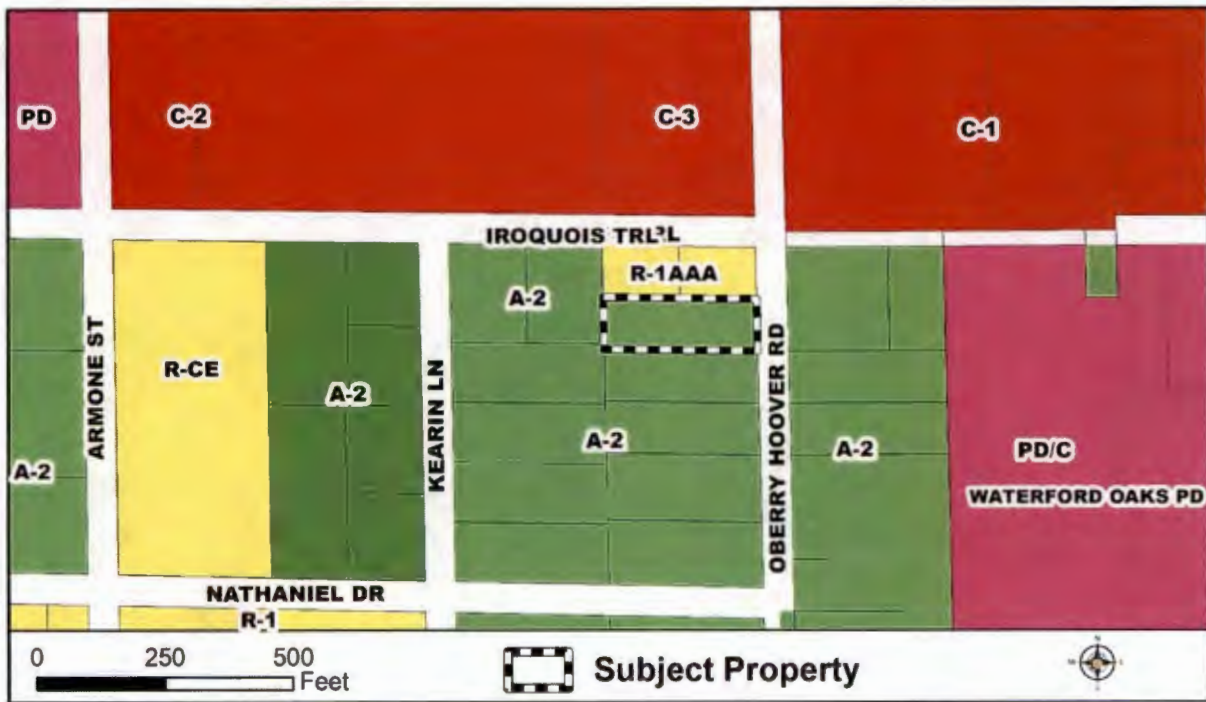 PD
C-2
C-3
C-1
IROQUOIS TRL³L
R-1AAA
A-2
ARMONE ST
R-CE
A-2
KEARIN LN
A-2
OBERRY HOOVER RD
A-2
A-2
PD/C
WATERFORD OAKS PD
NATHANIEL DR
R-1
0 250 500
Feet
Subject Property
N